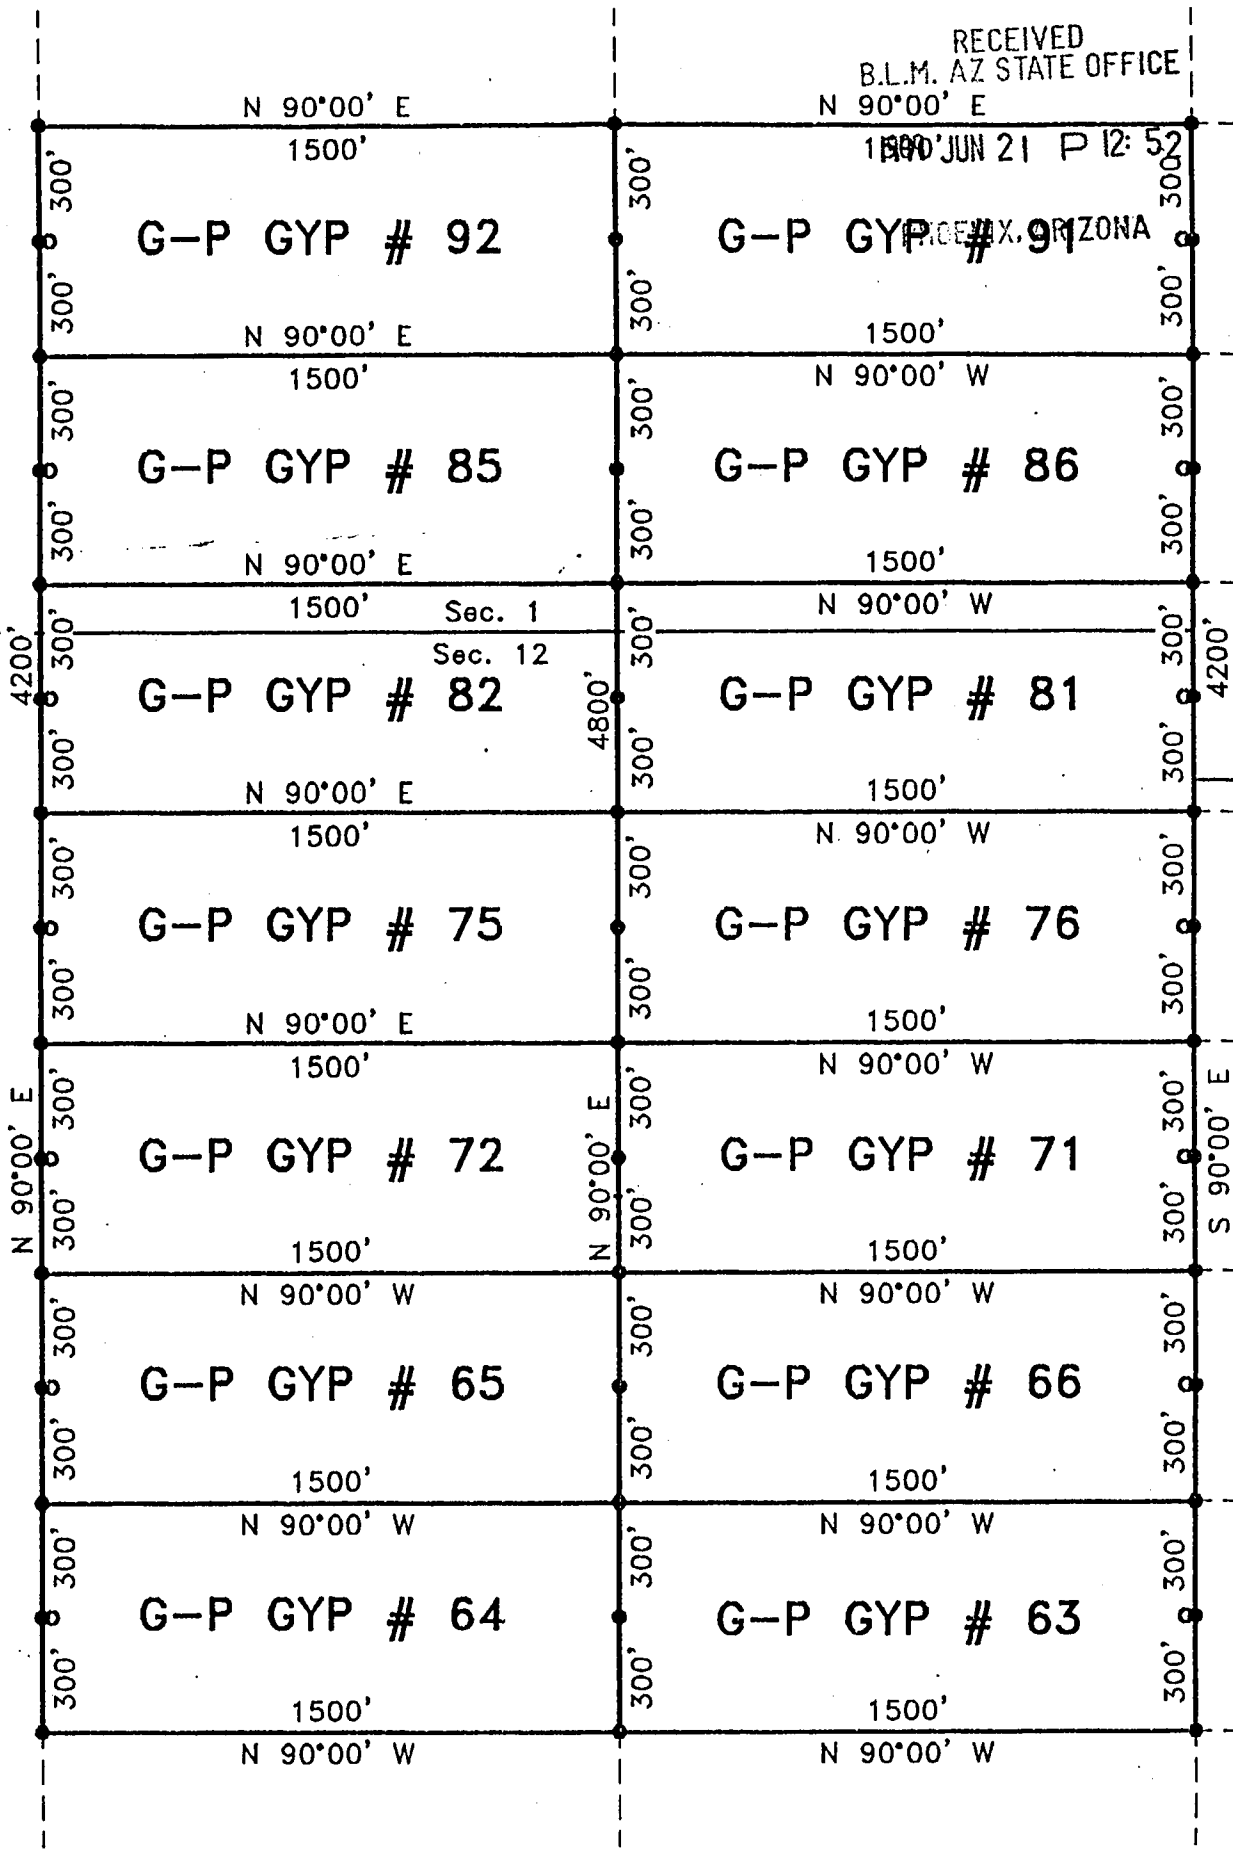 RECEIVED
B.L.M. AZ STATE OFFICE
N 90°00' E
N 90°00' E
1500'
JUN 21 P 12: 52
300'
300'
300'
G-P GYP # 92
G-P GYP # 91
PHOENIX, ARIZONA
300'
300'
300'
N 90°00' E
1500'
1500'
N 90°00' W
300'
300'
300'
G-P GYP # 85
G-P GYP # 86
300'
300'
300'
N 90°00' E
1500'
1500'
Sec. 1
N 90°00' W
300'
300'
300'
4200'
Sec. 12
4200'
G-P GYP # 82
4800'
G-P GYP # 81
300'
300'
300'
N 90°00' E
1500'
1500'
N 90°00' W
300'
300'
300'
G-P GYP # 75
G-P GYP # 76
300'
300'
300'
N 90°00' E
1500'
1500'
N 90°00' W
300'
300'
300'
N 90°00' E
G-P GYP # 72
N 90°00' E
G-P GYP # 71
S 90°00' E
300'
300'
300'
1500'
1500'
N 90°00' W
N 90°00' W
300'
300'
300'
G-P GYP # 65
G-P GYP # 66
300'
300'
300'
1500'
1500'
N 90°00' W
N 90°00' W
300'
300'
300'
G-P GYP # 64
G-P GYP # 63
300'
300'
300'
1500'
1500'
N 90°00' W
N 90°00' W